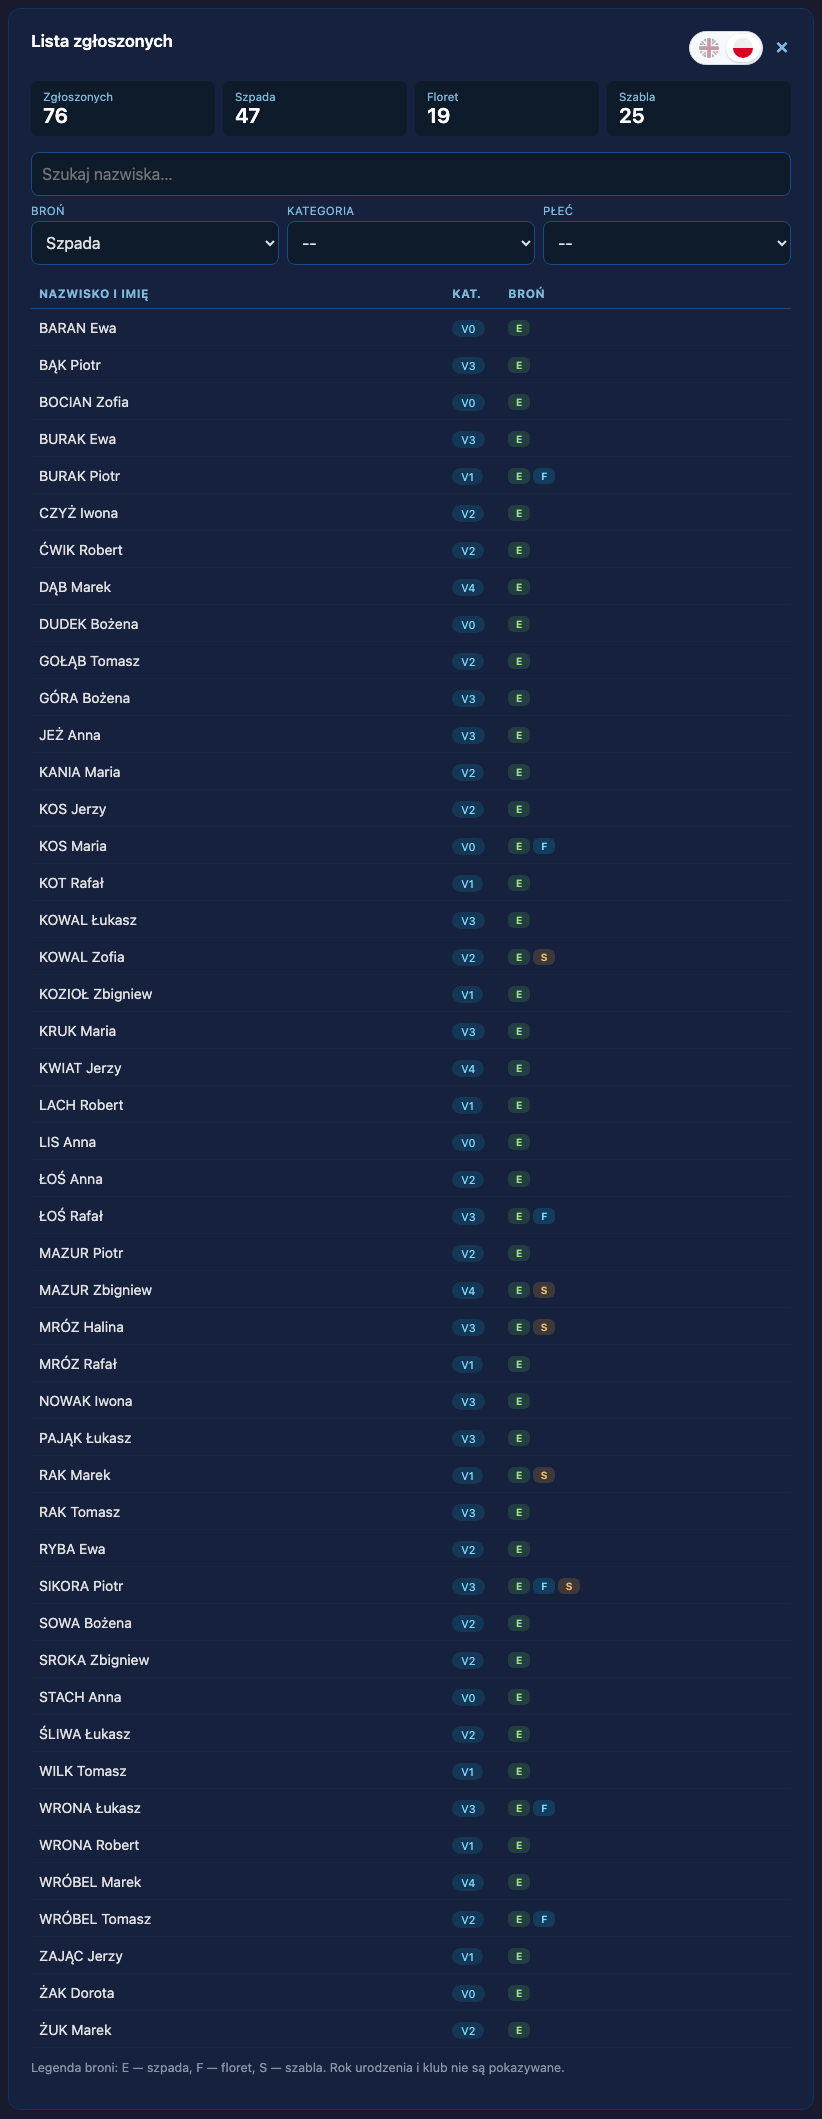 Lista zgłoszonych
×
Zgłoszonych Szpada Floret Szabla
76 47 19 25
Szukaj nazwiska...
BROŃ KATEGORIA PŁEĆ
Szpada -- --
NAZWISKO I IMIĘ KAT. BROŃ
BARAN Ewa V0 E
BĄK Piotr V3 E
BOCIAN Zofia V0 E
BURAK Ewa V3 E
BURAK Piotr V1 E F
CZYŻ Iwona V2 E
ĆWIK Robert V2 E
DĄB Marek V4 E
DUDEK Bożena V0 E
GOŁĄB Tomasz V2 E
GÓRA Bożena V3 E
JEŻ Anna V3 E
KANIA Maria V2 E
KOS Jerzy V2 E
KOS Maria V0 E F
KOT Rafał V1 E
KOWAL Łukasz V3 E
KOWAL Zofia V2 E S
KOZIOŁ Zbigniew V1 E
KRUK Maria V3 E
KWIAT Jerzy V4 E
LACH Robert V1 E
LIS Anna V0 E
ŁOŚ Anna V2 E
ŁOŚ Rafał V3 E F
MAZUR Piotr V2 E
MAZUR Zbigniew V4 E S
MRÓZ Halina V3 E S
MRÓZ Rafał V1 E
NOWAK Iwona V3 E
PAJĄK Łukasz V3 E
RAK Marek V1 E S
RAK Tomasz V3 E
RYBA Ewa V2 E
SIKORA Piotr V3 E F S
SOWA Bożena V2 E
SROKA Zbigniew V2 E
STACH Anna V0 E
ŚLIWA Łukasz V2 E
WILK Tomasz V1 E
WRONA Łukasz V3 E F
WRONA Robert V1 E
WRÓBEL Marek V4 E
WRÓBEL Tomasz V2 E F
ZAJĄC Jerzy V1 E
ŻAK Dorota V0 E
ŻUK Marek V2 E
Legenda broni: E — szpada, F — floret, S — szabla. Rok urodzenia i klub nie są pokazywane.